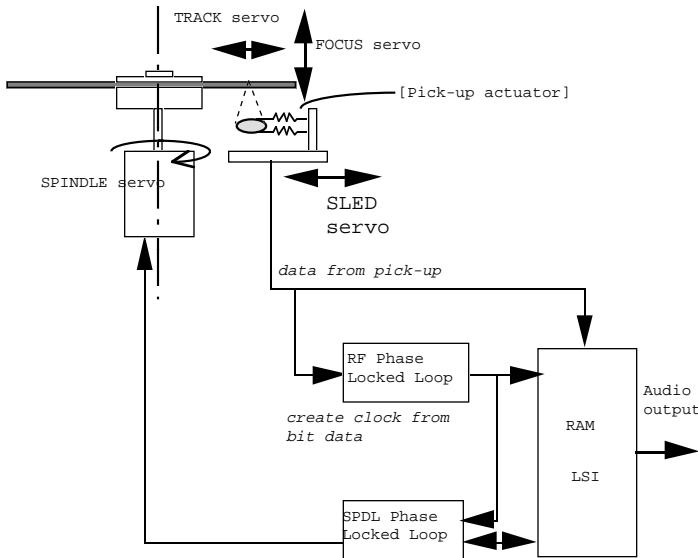 TRACK servo
FOCUS servo
[Pick-up actuator]
SPINDLE servo
SLED
servo
data from pick-up
RF Phase
Locked Loop
create clock from
bit data
Audio
output
RAM
LSI
SPDL Phase
Locked Loop